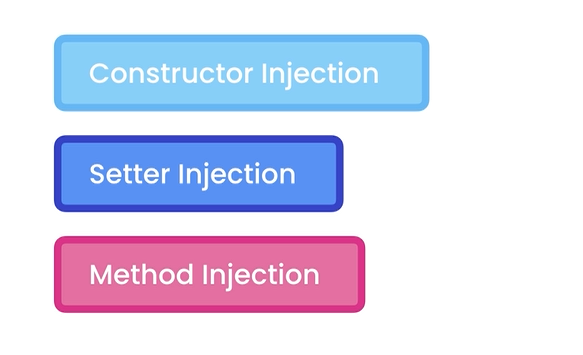 Constructor Injection
Setter Injection
Method Injection